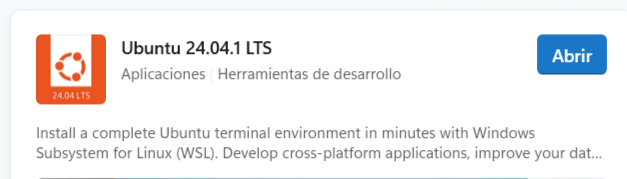 Ubuntu 24.04.1 LTS
Aplicaciones | Herramientas de desarrollo
Abrir
24.04 LTS
Install a complete Ubuntu terminal environment in minutes with Windows
Subsystem for Linux (WSL). Develop cross-platform applications, improve your dat...